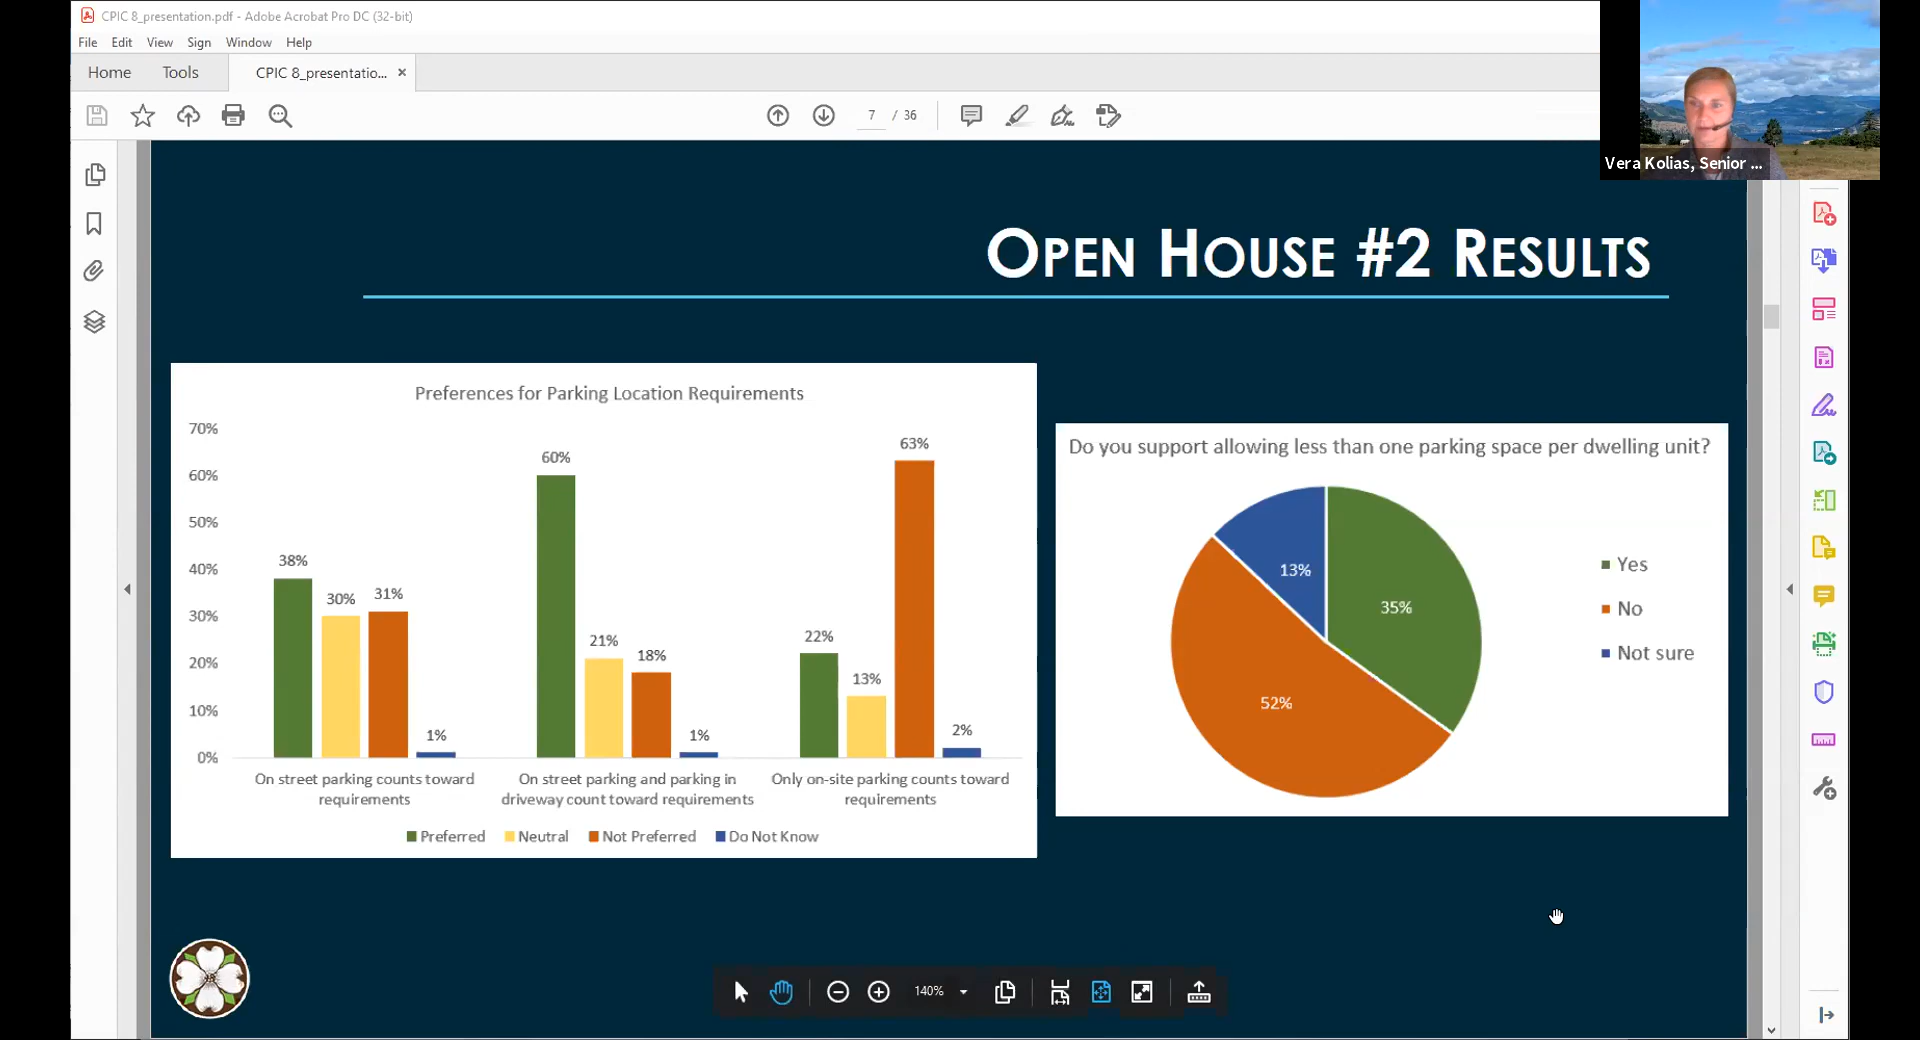 CPIC 8_presentation.pdf - Adobe Acrobat Pro DC (32-bit)
File Edit View Sign Window Help
Home Tools CPIC 8_presentatio... ×
7 / 36
Vera Kolias, Senior ...
OPEN HOUSE #2 RESULTS
Preferences for Parking Location Requirements
70%
60%
50%
40%
30%
20%
10%
0%
38%
30%
31%
1%
60%
21%
18%
1%
22%
13%
63%
2%
On street parking counts toward
requirements
On street parking and parking in
driveway count toward requirements
Only on-site parking counts toward
requirements
Preferred Neutral Not Preferred Do Not Know
Do you support allowing less than one parking space per dwelling unit?
13%
35%
52%
Yes
No
Not sure
140%